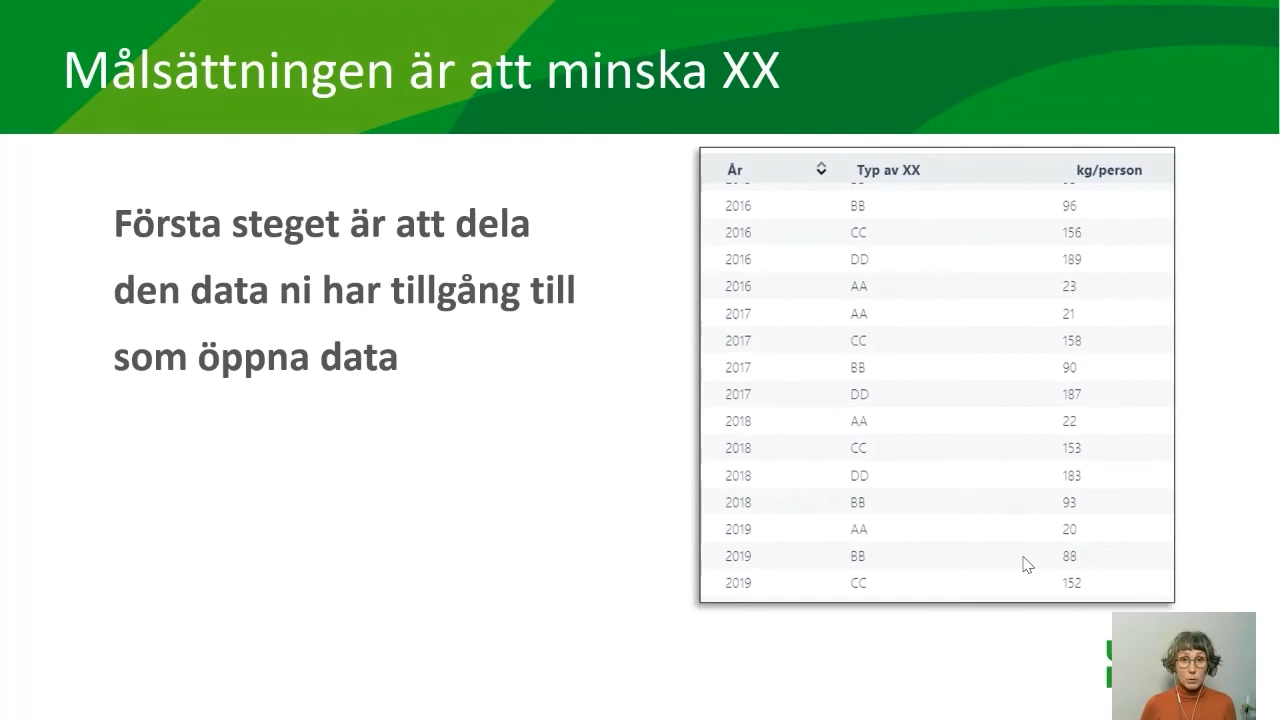 Målsättningen är att minska XX
Första steget är att dela
den data ni har tillgång till
som öppna data
År Typ av XX kg/person
2016 BB 96
2016 CC 156
2016 DD 189
2016 AA 23
2017 AA 21
2017 CC 158
2017 BB 90
2017 DD 187
2018 AA 22
2018 CC 153
2018 DD 183
2018 BB 93
2019 AA 20
2019 BB 88
2019 CC 152